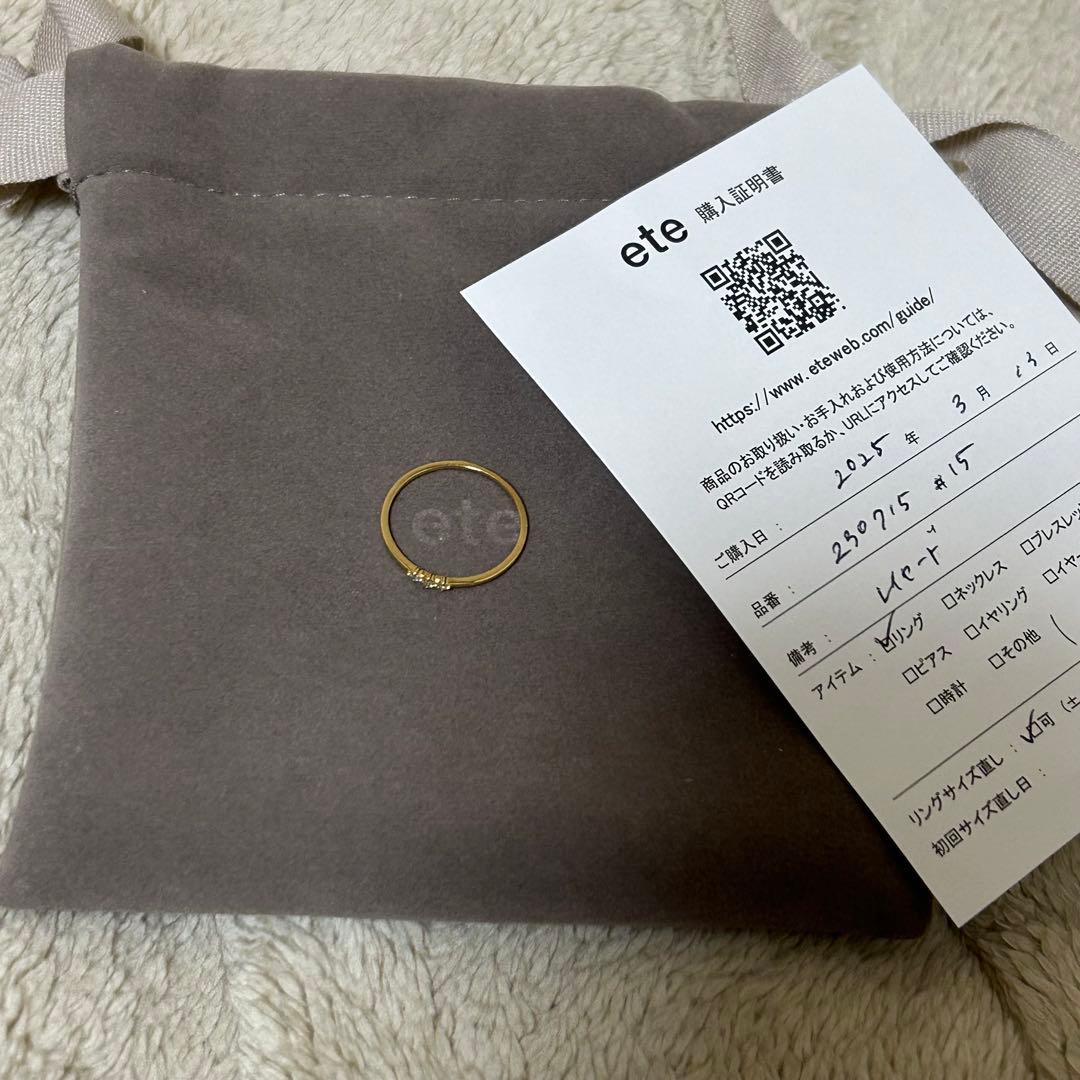 ete 購入証明書
https://www.eteweb.com/guide/
商品のお取り扱い・お手入れおよび使用方法については、
QRコードを読み取るか、URLにアクセスしてご確認ください。
ご購入日 : 2025 年 3 月 13 日
品番 : 230715 #15
備考 :
アイテム : □リング □ネックレス □ブレスレッ
□ピアス □イヤリング □イヤー
□時計 □その他 (
リングサイズ直し : □可 (土
初回サイズ直し日 :
ete